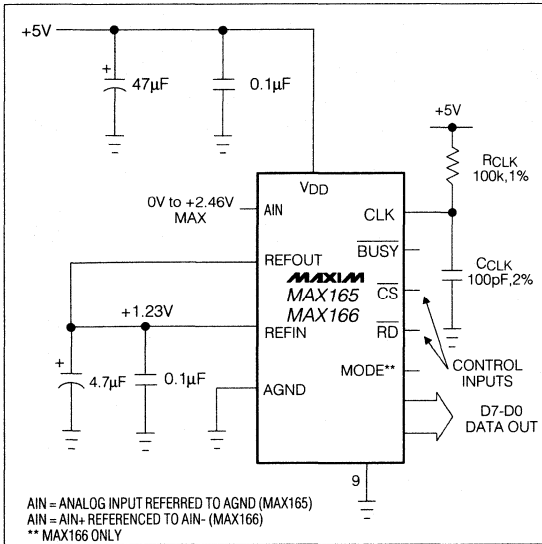 +5V
+
47μF
0.1μF
+5V
RCLK
100k,1%
VDD
0V to +2.46V
MAX
AIN
CLK
BUSY
REFOUT
MAXIM
MAX165
MAX166
CS
CCLK
100pF,2%
+1.23V
REFIN
RD
+
4.7μF
0.1μF
MODE**
CONTROL
INPUTS
AGND
D7-D0
DATA OUT
9
AIN = ANALOG INPUT REFERRED TO AGND (MAX165)
AIN = AIN+ REFERENCED TO AIN- (MAX166)
** MAX166 ONLY